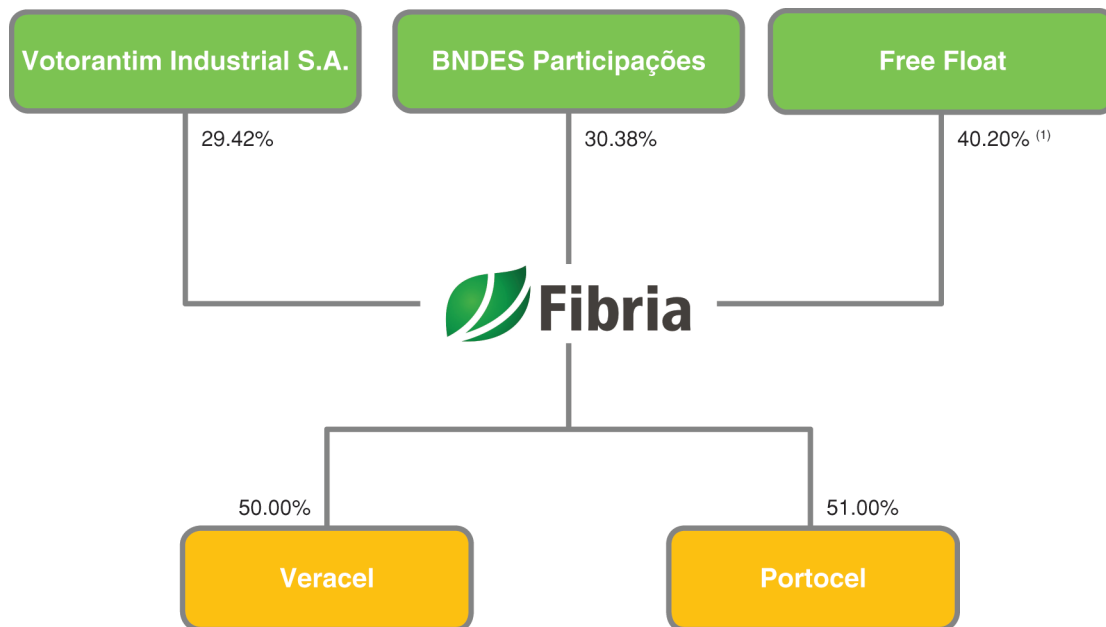 Votorantim Industrial S.A.
BNDES Participações
Free Float
29.42%
30.38%
40.20% (1)
Fibria
50.00%
51.00%
Veracel
Portocel